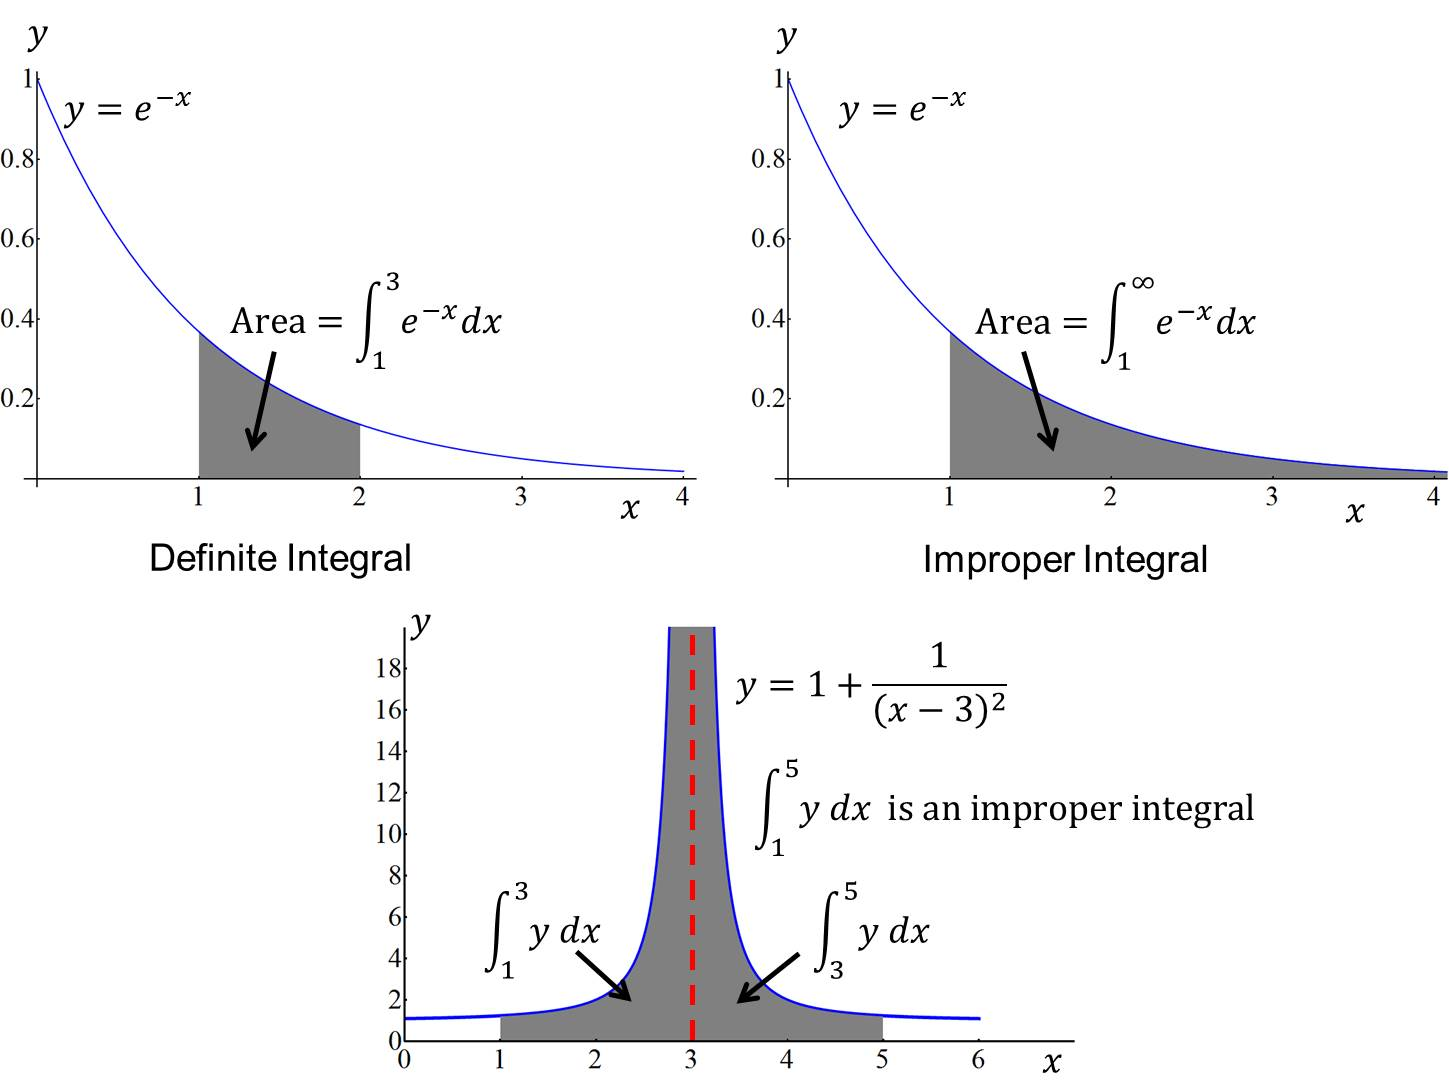 y
1
y = e^{-x}
0.8
0.6
0.4
0.2
Area = ∫_1^3 e^{-x} dx
1 2 3 4
x
Definite Integral
y
1
y = e^{-x}
0.8
0.6
0.4
0.2
Area = ∫_1^∞ e^{-x} dx
1 2 3 4
x
Improper Integral
y
18
16
14
12
10
8
6
4
2
0
y = 1 + \frac{1}{(x − 3)^2}
∫_1^5 y dx is an improper integral
∫_1^3 y dx
∫_3^5 y dx
0 1 2 3 4 5 6
x